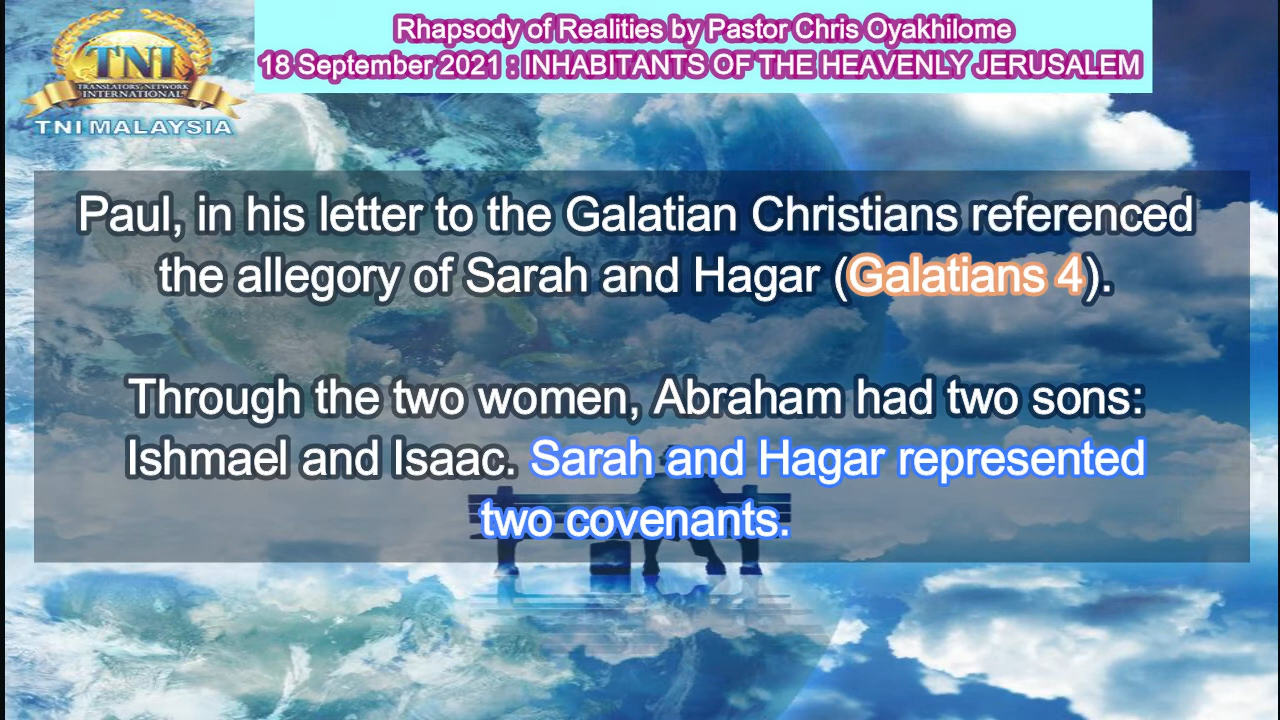 Rhapsody of Realities by Pastor Chris Oyakhilome
18 September 2021 : INHABITANTS OF THE HEAVENLY JERUSALEM
TNI
TRANSLATORS NETWORK
INTERNATIONAL
TNI MALAYSIA
Paul, in his letter to the Galatian Christians referenced
the allegory of Sarah and Hagar (Galatians 4).
Through the two women, Abraham had two sons:
Ishmael and Isaac. Sarah and Hagar represented
two covenants.